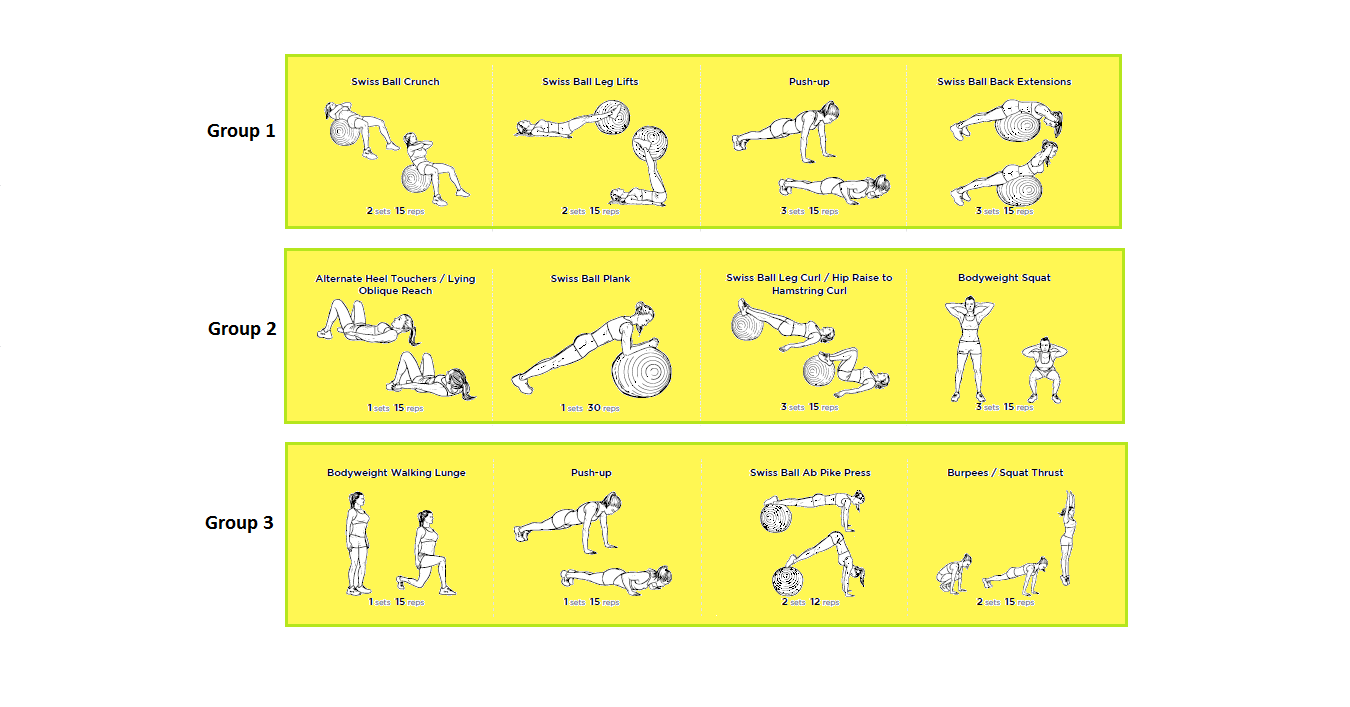 Group 1
Swiss Ball Crunch
2 sets 15 reps
Swiss Ball Leg Lifts
2 sets 15 reps
Push-up
3 sets 15 reps
Swiss Ball Back Extensions
3 sets 15 reps
Group 2
Alternate Heel Touchers / Lying
Oblique Reach
1 sets 15 reps
Swiss Ball Plank
1 sets 30 reps
Swiss Ball Leg Curl / Hip Raise to
Hamstring Curl
3 sets 15 reps
Bodyweight Squat
3 sets 15 reps
Group 3
Bodyweight Walking Lunge
1 sets 15 reps
Push-up
1 sets 15 reps
Swiss Ball Ab Pike Press
2 sets 12 reps
Burpees / Squat Thrust
2 sets 15 reps